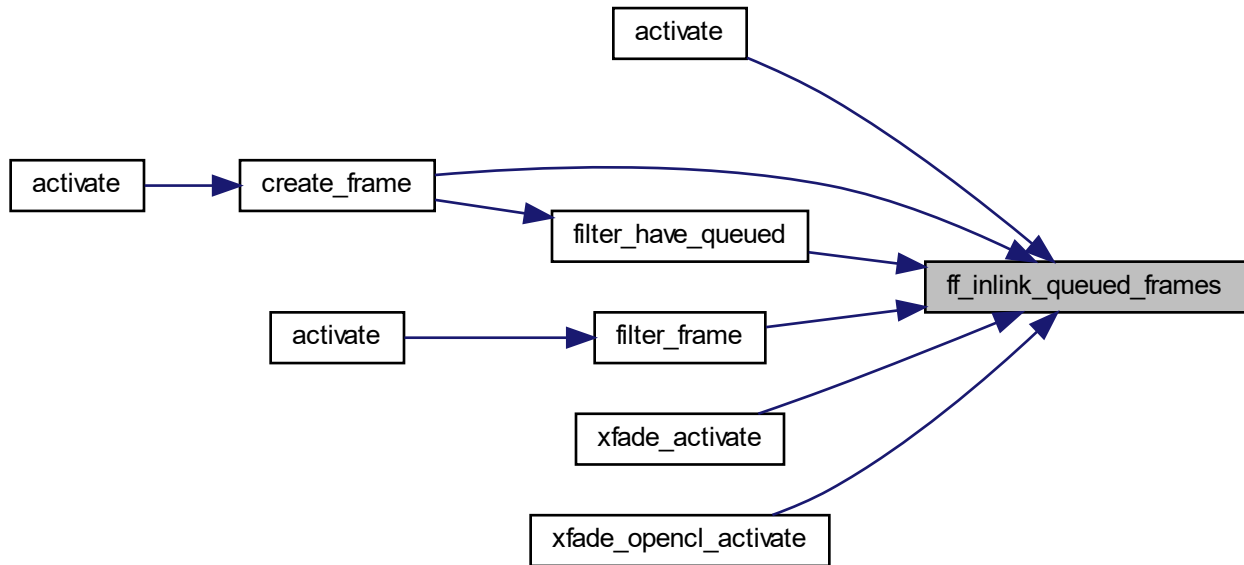 activate
activate
create_frame
filter_have_queued
ff_inlink_queued_frames
activate
filter_frame
xfade_activate
xfade_opencl_activate